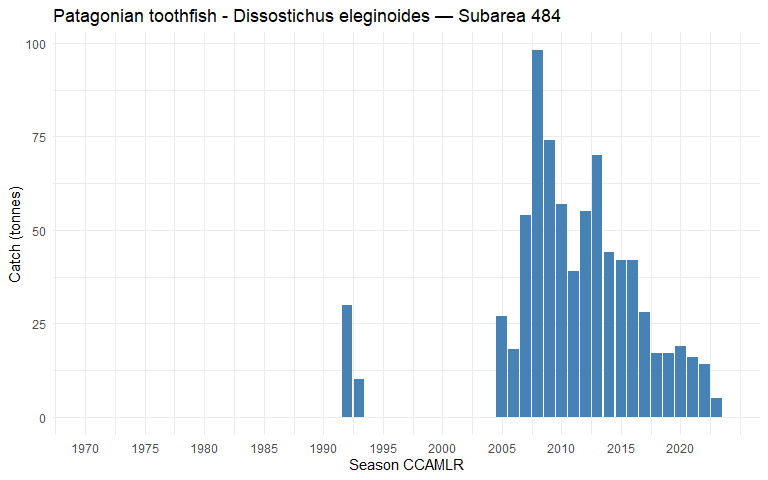 Patagonian toothfish - Dissostichus eleginoides — Subarea 484
100
75
50
25
0
Catch (tonnes)
1970 1975 1980 1985 1990 1995 2000 2005 2010 2015 2020
Season CCAMLR